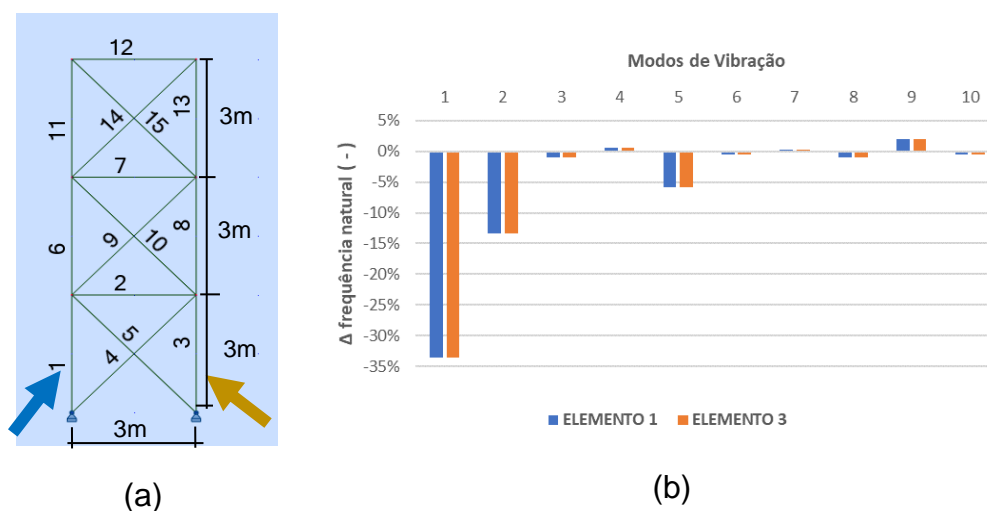 12
11
14
15
13
3m
7
6
9
10
8
3m
2
1
4
5
3
3m
3m
(a)
Modos de Vibração
1 2 3 4 5 6 7 8 9 10
Δ frequência natural ( - )
5%
0%
-5%
-10%
-15%
-20%
-25%
-30%
-35%
ELEMENTO 1 ELEMENTO 3
(b)